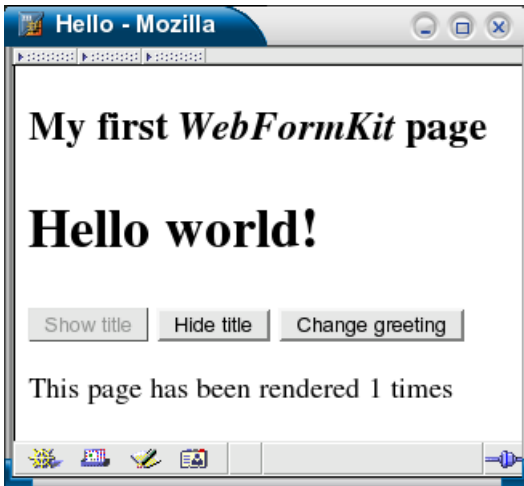 Hello - Mozilla
My first WebFormKit page
Hello world!
Show title Hide title Change greeting
This page has been rendered 1 times